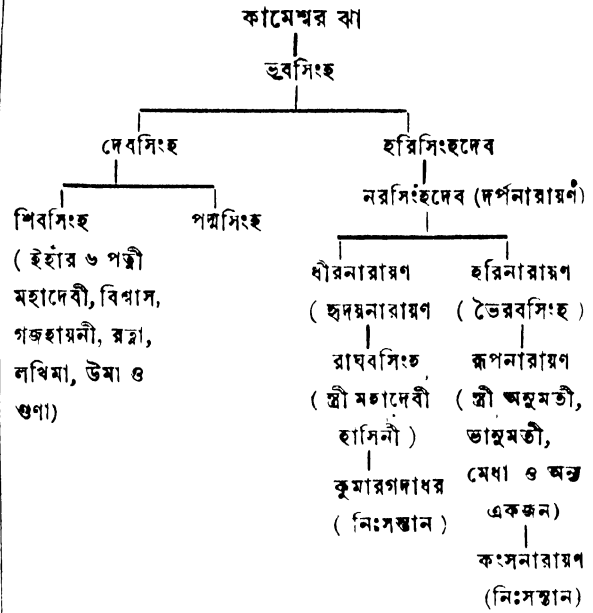 কামেশ্বর ঝা
ভুবসিংহ
দেবসিংহ
হরিসিংহদেব
শিবসিংহ
পদ্মসিংহ
( ইহাঁর ৬ পত্নী
মহাদেবী, বিশ্বাস,
গজহায়নী, রত্না,
লখিমা, উমা ও
গুণা)
নরসিংহদেব (দর্পনারায়ণ)
ধীরনারায়ণ
( হৃদয়নারায়ণ
রাঘবসিংহ
( স্ত্রী মহাদেবী
হাসিনী )
কুমারগদাধর
( নিঃসন্তান )
হরিনারায়ণ
( ভৈরবসিংহ )
রূপনারায়ণ
( স্ত্রী অনুমতী,
ভানুমতী,
মেধা ও অন্য
একজন)
কংসনারায়ণ
(নিঃসন্তান)